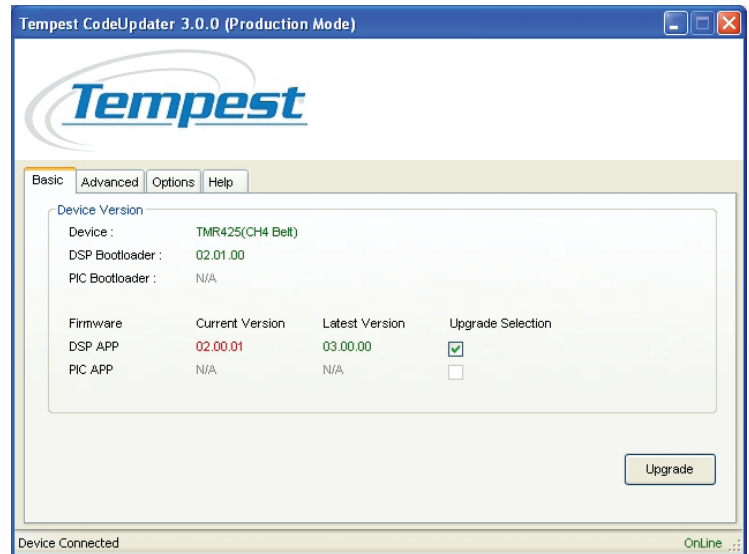 Tempest CodeUpdater 3.0.0 (Production Mode)
Tempest
Basic Advanced Options Help
Device Version
Device : TMR425(CH4 Belt)
DSP Bootloader : 02.01.00
PIC Bootloader : N/A
Firmware Current Version Latest Version Upgrade Selection
DSP APP 02.00.01 03.00.00
PIC APP N/A N/A
Upgrade
Device Connected OnLine